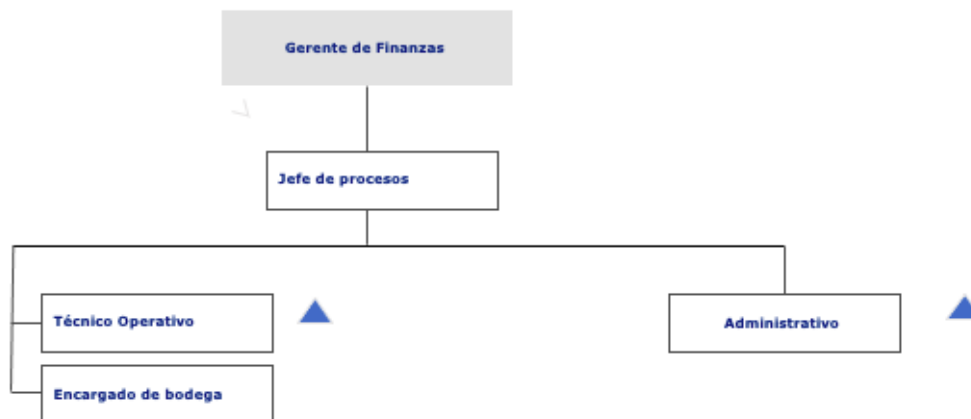 Gerente de Finanzas
Jefe de procesos
Técnico Operativo
Administrativo
Encargado de bodega